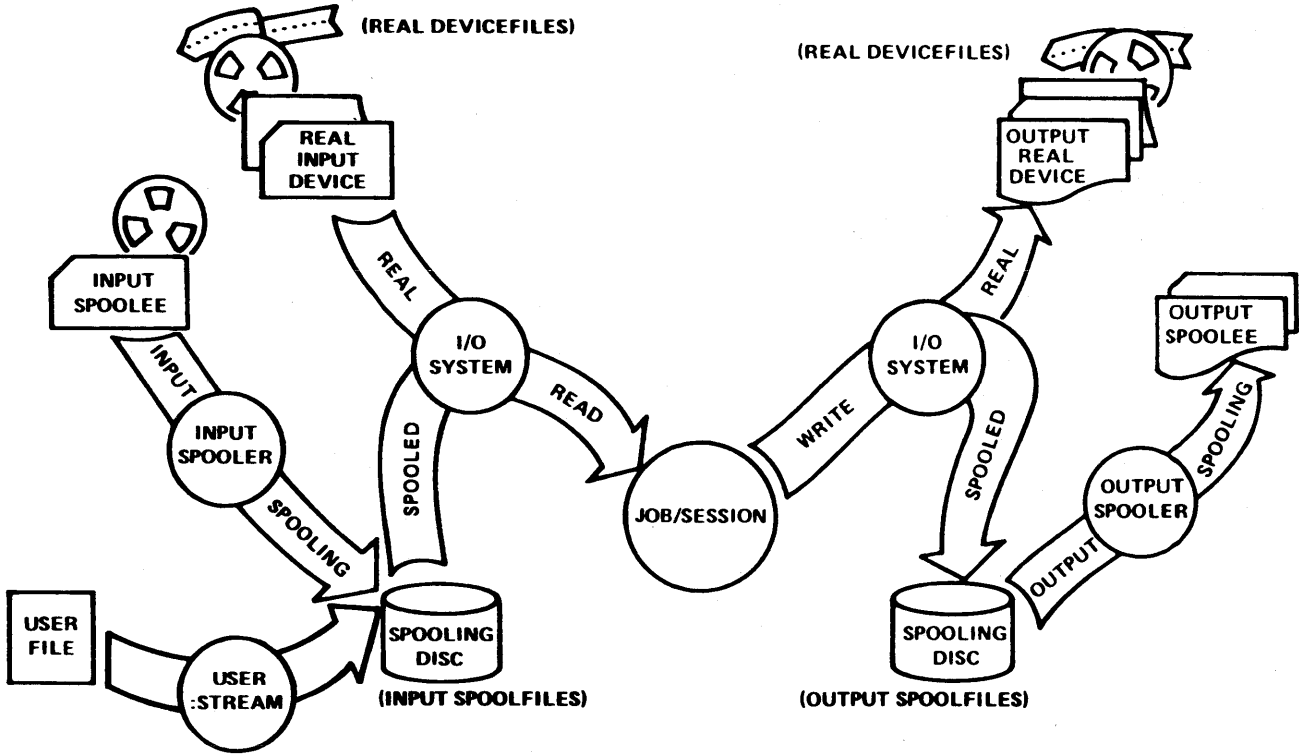 (REAL DEVICEFILES)
REAL
INPUT
DEVICE
INPUT
SPOOLEE
REAL
INPUT
I/O
SYSTEM
READ
INPUT
SPOOLER
SPOOLED
SPOOLING
USER
FILE
USER
:STREAM
SPOOLING
DISC
(INPUT SPOOLFILES)
JOB/SESSION
(REAL DEVICEFILES)
OUTPUT
REAL
DEVICE
REAL
I/O
SYSTEM
WRITE
SPOOLED
OUTPUT
SPOOLEE
SPOOLING
OUTPUT
SPOOLER
OUTPUT
SPOOLING
DISC
(OUTPUT SPOOLFILES)